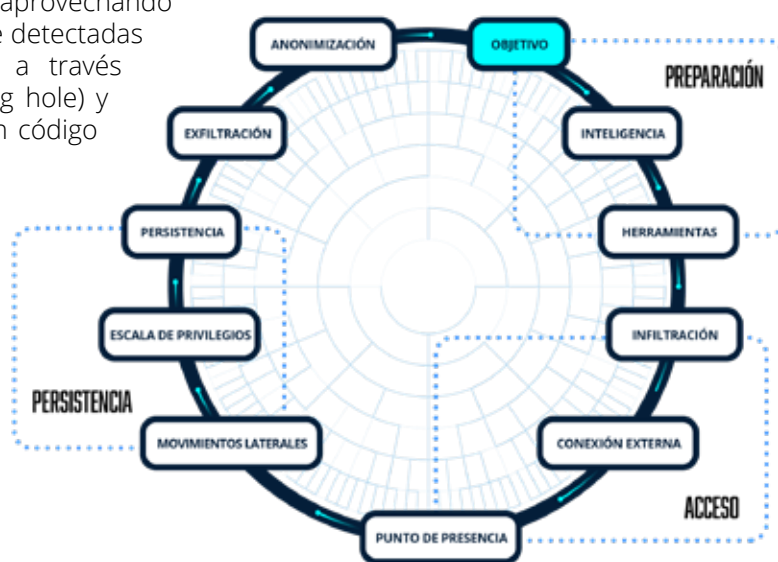 aprovechando
detectadas
a través
hole) y
código
ANONIMIZACIÓN
OBJETIVO
PREPARACIÓN
EXFILTRACIÓN
INTELIGENCIA
PERSISTENCIA
HERRAMIENTAS
ESCALA DE PRIVILEGIOS
INFILTRACIÓN
PERSISTENCIA
MOVIMIENTOS LATERALES
CONEXIÓN EXTERNA
ACCESO
PUNTO DE PRESENCIA